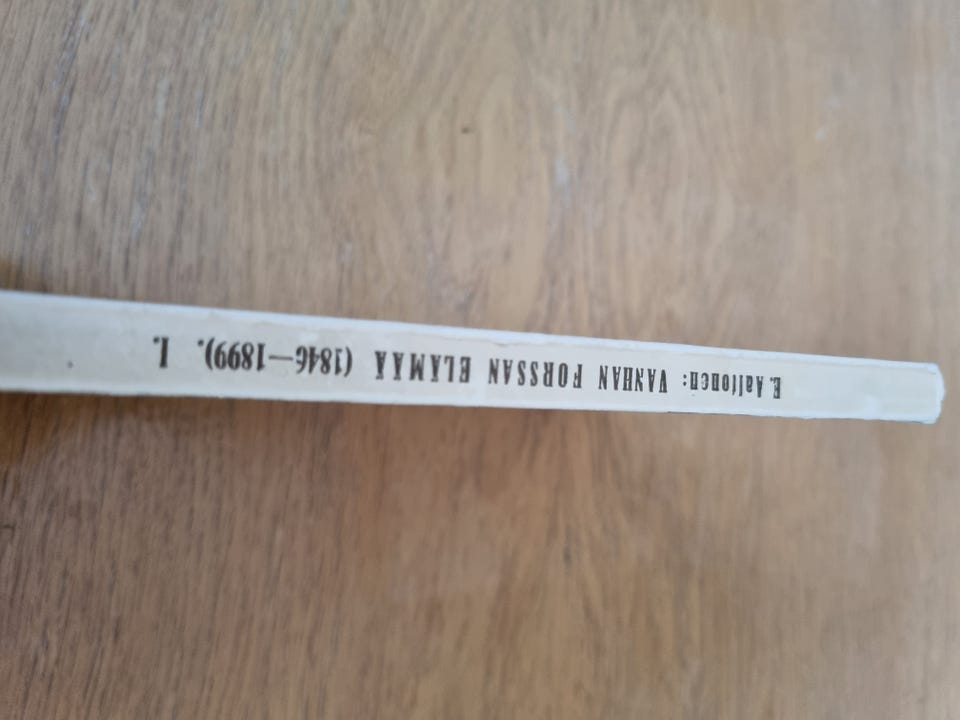 E. Aaltonen: VANHAN FORSSAN ELÄMÄÄ (1846—1899). I.